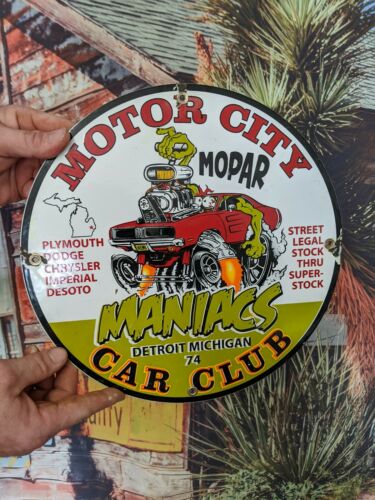 MOTOR CITY
MOPAR
PLYMOUTH
DODGE
CHRYSLER
IMPERIAL
DESOTO
STREET
LEGAL
STOCK
THRU
SUPER-
STOCK
MANIACS
DETROIT MICHIGAN
74
CAR CLUB